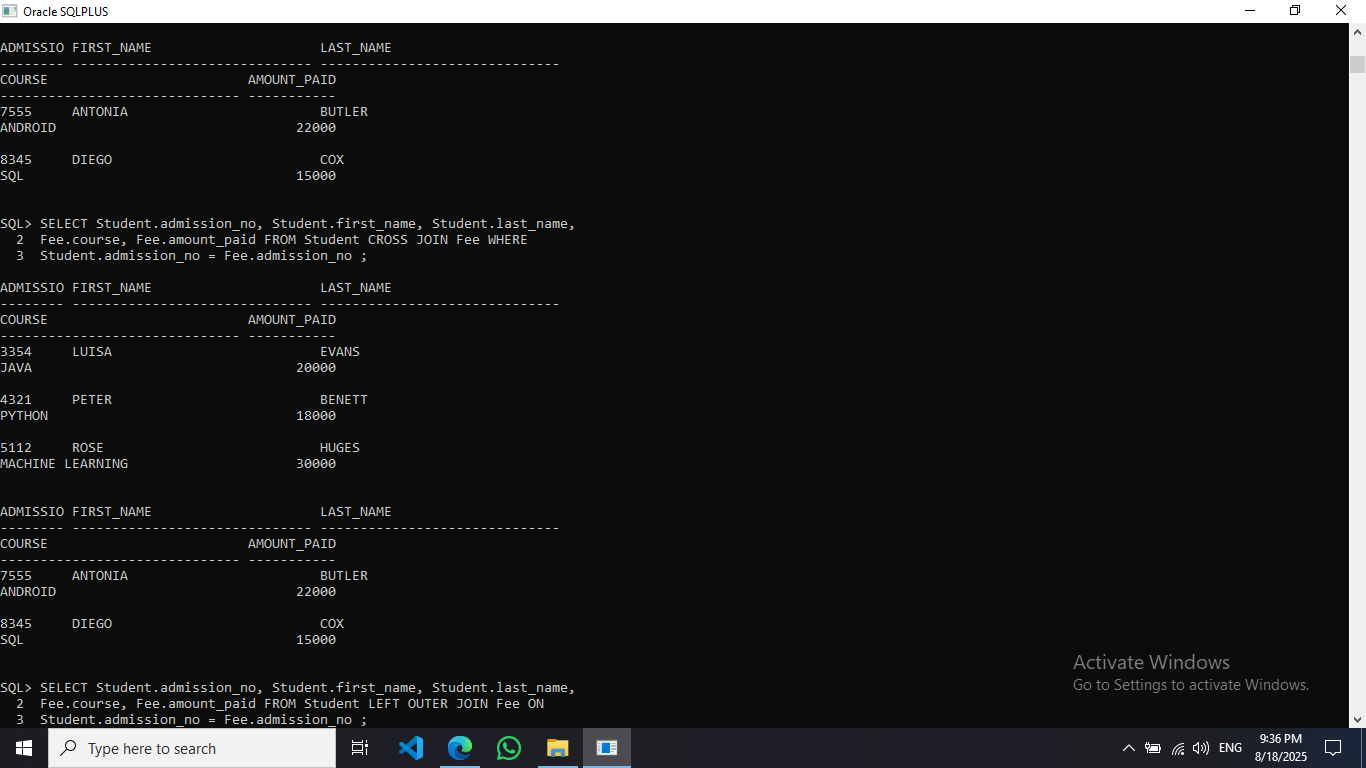 Oracle SQLPLUS
ADMISSIO FIRST_NAME                     LAST_NAME
-------- ------------------------------ ------------------------------
COURSE                         AMOUNT_PAID
------------------------------ -----------
7555     ANTONIA                        BUTLER
ANDROID                              22000
8345     DIEGO                          COX
SQL                                  15000
SQL> SELECT Student.admission_no, Student.first_name, Student.last_name,
  2  Fee.course, Fee.amount_paid FROM Student CROSS JOIN Fee WHERE
  3  Student.admission_no = Fee.admission_no ;
ADMISSIO FIRST_NAME                     LAST_NAME
-------- ------------------------------ ------------------------------
COURSE                         AMOUNT_PAID
------------------------------ -----------
3354     LUISA                          EVANS
JAVA                                 20000
4321     PETER                          BENETT
PYTHON                               18000
5112     ROSE                           HUGES
MACHINE LEARNING                     30000
ADMISSIO FIRST_NAME                     LAST_NAME
-------- ------------------------------ ------------------------------
COURSE                         AMOUNT_PAID
------------------------------ -----------
7555     ANTONIA                        BUTLER
ANDROID                              22000
8345     DIEGO                          COX
SQL                                  15000
SQL> SELECT Student.admission_no, Student.first_name, Student.last_name,
  2  Fee.course, Fee.amount_paid FROM Student LEFT OUTER JOIN Fee ON
  3  Student.admission_no = Fee.admission_no ;
Activate Windows
Go to Settings to activate Windows.
Type here to search
ENG
9:36 PM
8/18/2025